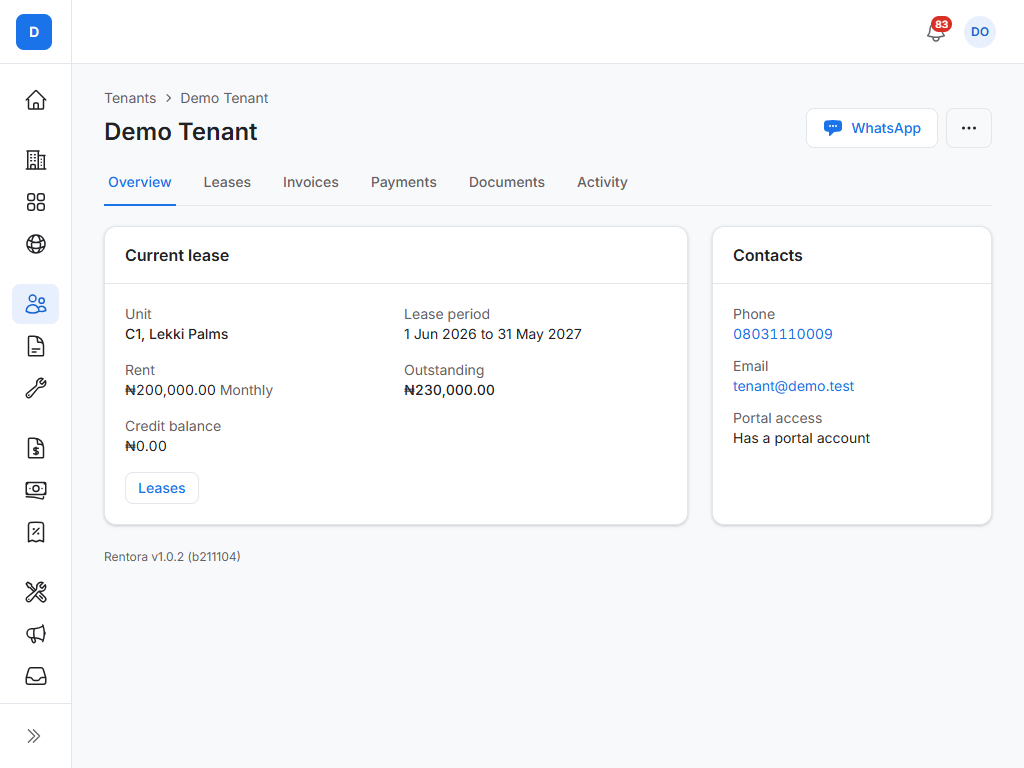 D
83
DO
Tenants > Demo Tenant
Demo Tenant
WhatsApp
Overview
Leases
Invoices
Payments
Documents
Activity
Current lease
Unit
C1, Lekki Palms
Lease period
1 Jun 2026 to 31 May 2027
Rent
₦200,000.00 Monthly
Outstanding
₦230,000.00
Credit balance
₦0.00
Leases
Contacts
Phone
08031110009
Email
tenant@demo.test
Portal access
Has a portal account
Rentora v1.0.2 (b211104)